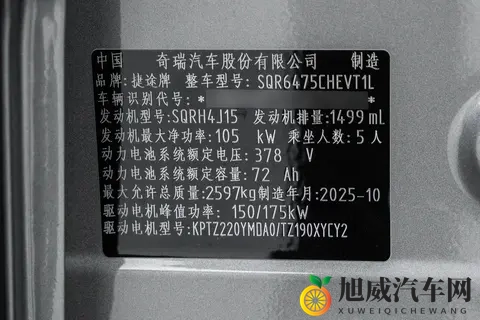 中国 奇瑞汽车股份有限公司 制造
品牌:捷途牌 整车型号:SQR6475CHEVT1L
车辆识别代号:* *
发动机型号:SQRH4J15 发动机排量:1499mL
发动机最大净功率:105 kW 乘坐人数:5人
动力电池系统额定电压:378 V
动力电池系统额定容量:72 Ah
最大允许总质量:2597kg制造年月:2025-10
驱动电机峰值功率:150/175kW
驱动电机型号:KPTZ220YMDA0/TZ190XYCY2
旭威汽车网
XUWEIQICHEWANG